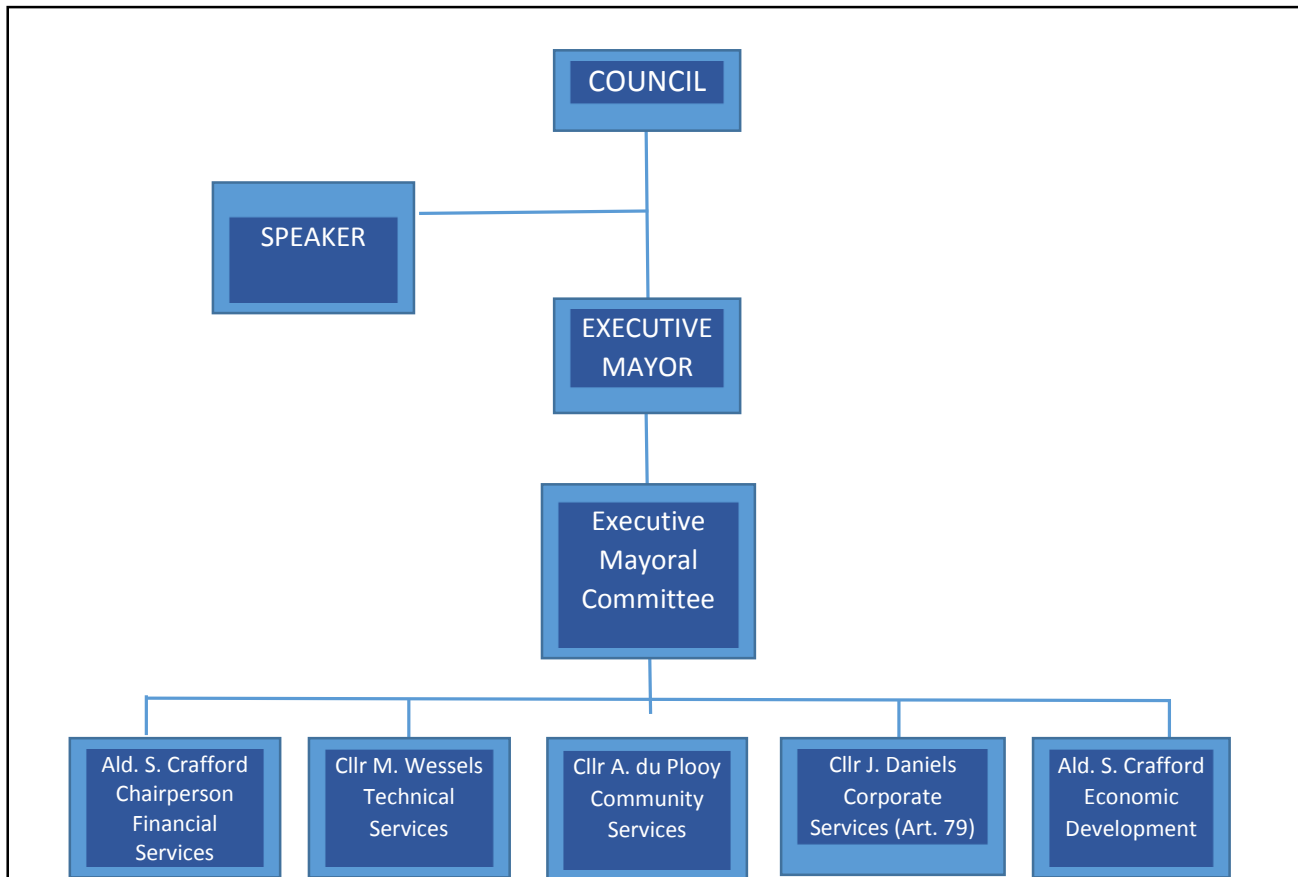 COUNCIL
SPEAKER
EXECUTIVE
MAYOR
Executive
Mayoral
Committee
Ald. S. Crafford
Chairperson
Financial
Services
Cllr M. Wessels
Technical
Services
Cllr A. du Plooy
Community
Services
Cllr J. Daniels
Corporate
Services (Art. 79)
Ald. S. Crafford
Economic
Development